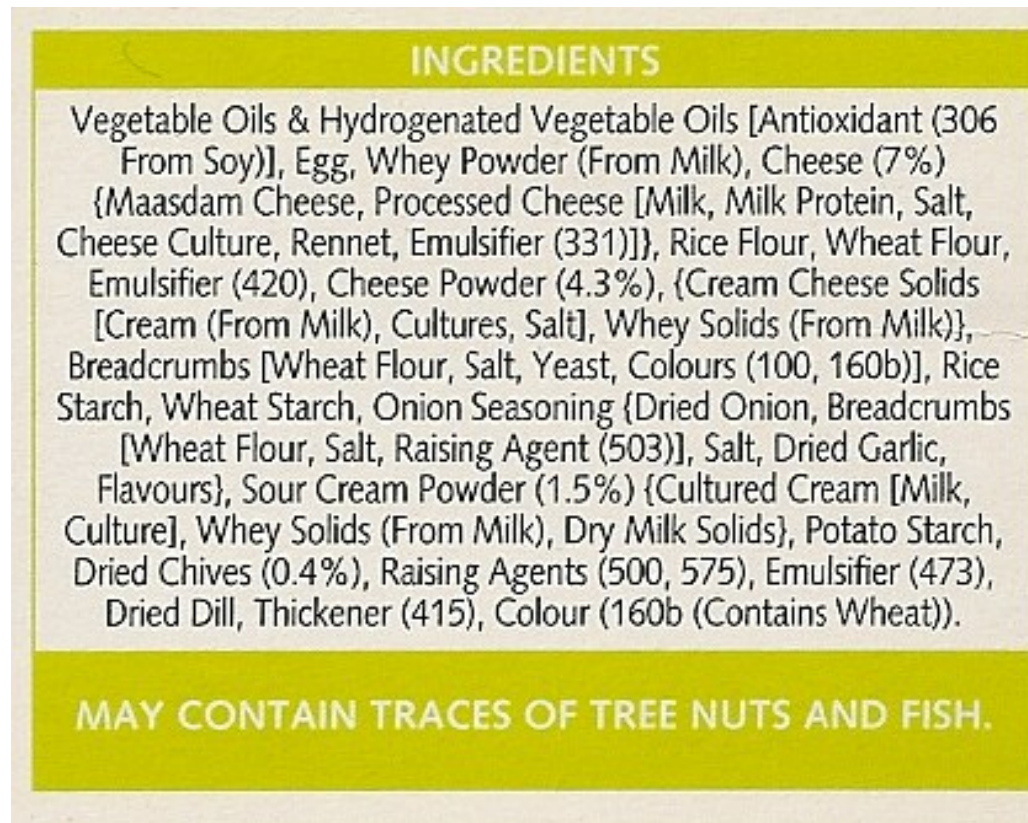 INGREDIENTS
Vegetable Oils & Hydrogenated Vegetable Oils [Antioxidant (306
From Soy)], Egg, Whey Powder (From Milk), Cheese (7%)
{Maasdam Cheese, Processed Cheese [Milk, Milk Protein, Salt,
Cheese Culture, Rennet, Emulsifier (331)]}, Rice Flour, Wheat Flour,
Emulsifier (420), Cheese Powder (4.3%), {Cream Cheese Solids
[Cream (From Milk), Cultures, Salt], Whey Solids (From Milk)},
Breadcrumbs [Wheat Flour, Salt, Yeast, Colours (100, 160b)], Rice
Starch, Wheat Starch, Onion Seasoning {Dried Onion, Breadcrumbs
[Wheat Flour, Salt, Raising Agent (503)], Salt, Dried Garlic,
Flavours}, Sour Cream Powder (1.5%) {Cultured Cream [Milk,
Culture], Whey Solids (From Milk), Dry Milk Solids}, Potato Starch,
Dried Chives (0.4%), Raising Agents (500, 575), Emulsifier (473),
Dried Dill, Thickener (415), Colour (160b (Contains Wheat)).
MAY CONTAIN TRACES OF TREE NUTS AND FISH.